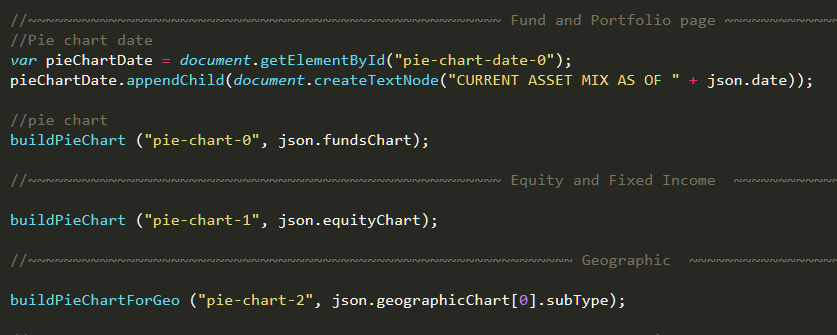 //~~~~~~~~~~~~~~~~~~~~~~~~~~~~~~~~~~~~~~~~~~~~~~~~~~~~~ Fund and Portfolio page ~~~~~~~~~~~~~
//Pie chart date
var pieChartDate = document.getElementById("pie-chart-date-0");
pieChartDate.appendChild(document.createTextNode("CURRENT ASSET MIX AS OF " + json.date));
//pie chart
buildPieChart ("pie-chart-0", json.fundsChart);
//~~~~~~~~~~~~~~~~~~~~~~~~~~~~~~~~~~~~~~~~~~~~~~~~~~~~~ Equity and Fixed Income  ~~~~~~~~~~~~
buildPieChart ("pie-chart-1", json.equityChart);
//~~~~~~~~~~~~~~~~~~~~~~~~~~~~~~~~~~~~~~~~~~~~~~~~~~~~~~~~~~~~~ Geographic  ~~~~~~~~~~~~~~~~~
buildPieChartForGeo ("pie-chart-2", json.geographicChart[0].subType);